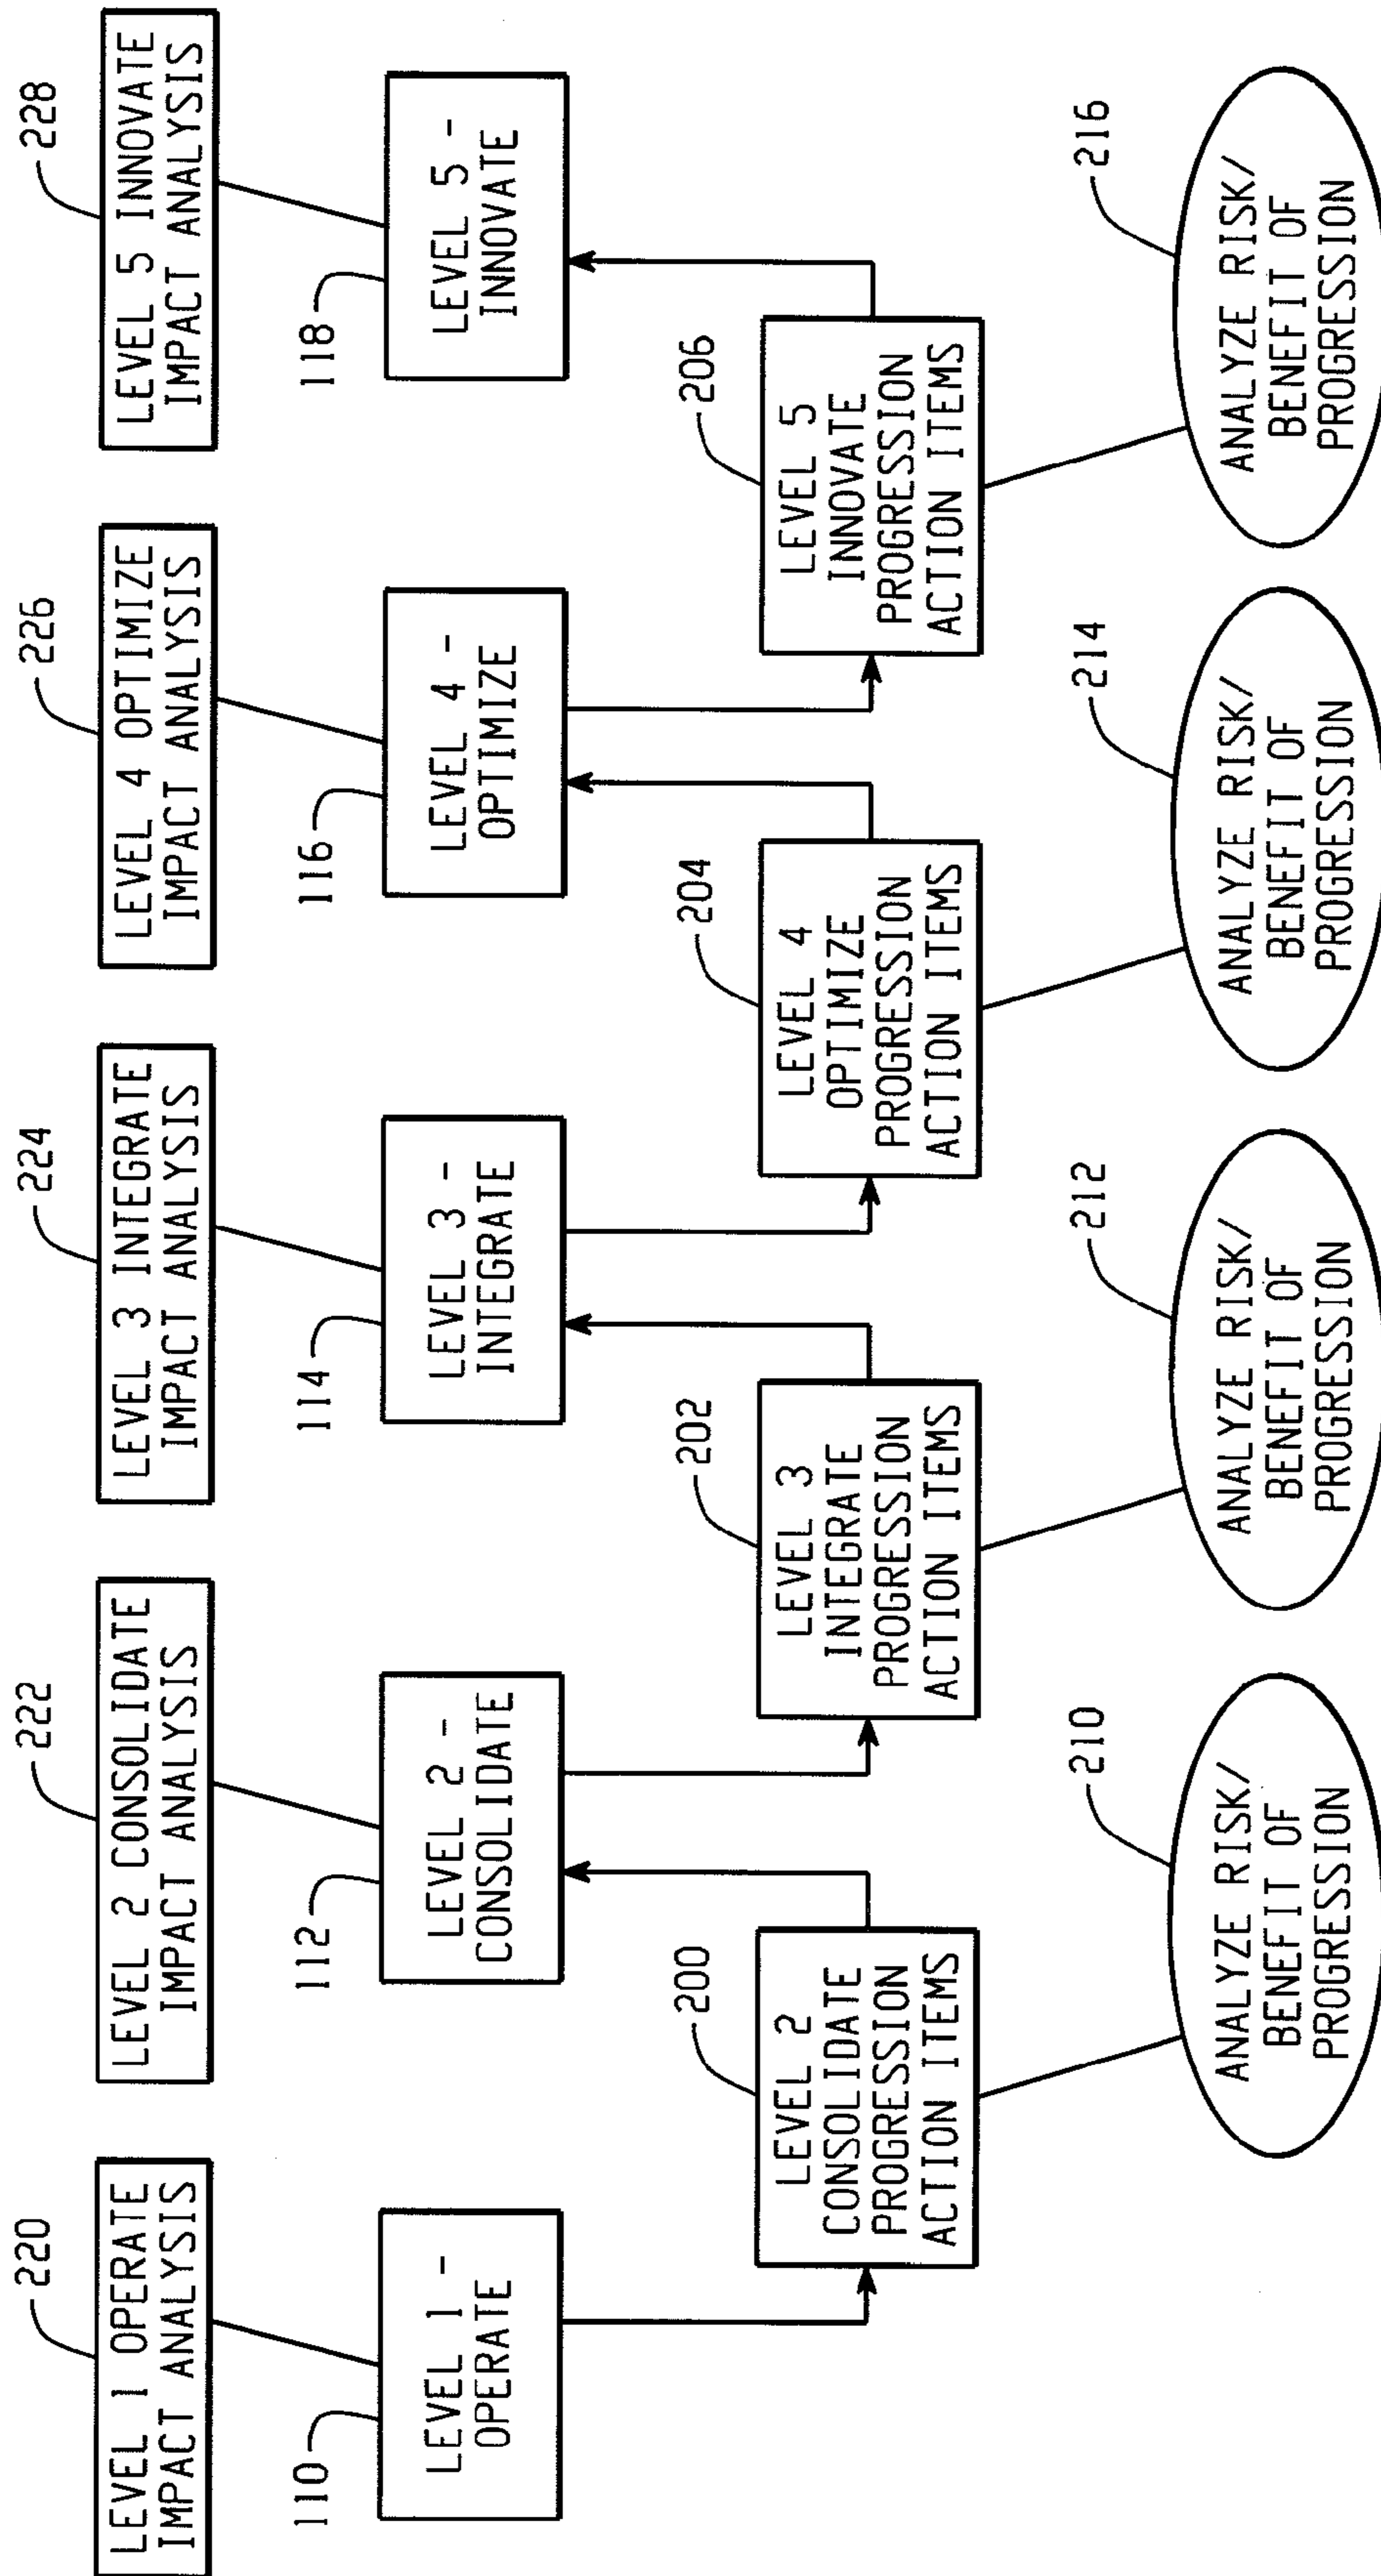 220
222
224
226
228
LEVEL 1 OPERATE
IMPACT ANALYSIS
LEVEL 2 CONSOLIDATE
IMPACT ANALYSIS
LEVEL 3 INTEGRATE
IMPACT ANALYSIS
LEVEL 4 OPTIMIZE
IMPACT ANALYSIS
LEVEL 5 INNOVATE
IMPACT ANALYSIS
110
112
114
116
118
LEVEL 1 -
OPERATE
LEVEL 2 -
CONSOLIDATE
LEVEL 3 -
INTEGRATE
LEVEL 4 -
OPTIMIZE
LEVEL 5 -
INNOVATE
200
202
204
206
LEVEL 2
CONSOLIDATE
PROGRESSION
ACTION ITEMS
LEVEL 3
INTEGRATE
PROGRESSION
ACTION ITEMS
LEVEL 4
OPTIMIZE
PROGRESSION
ACTION ITEMS
LEVEL 5
INNOVATE
PROGRESSION
ACTION ITEMS
210
212
214
216
ANALYZE RISK/
BENEFIT OF
PROGRESSION
ANALYZE RISK/
BENEFIT OF
PROGRESSION
ANALYZE RISK/
BENEFIT OF
PROGRESSION
ANALYZE RISK/
BENEFIT OF
PROGRESSION